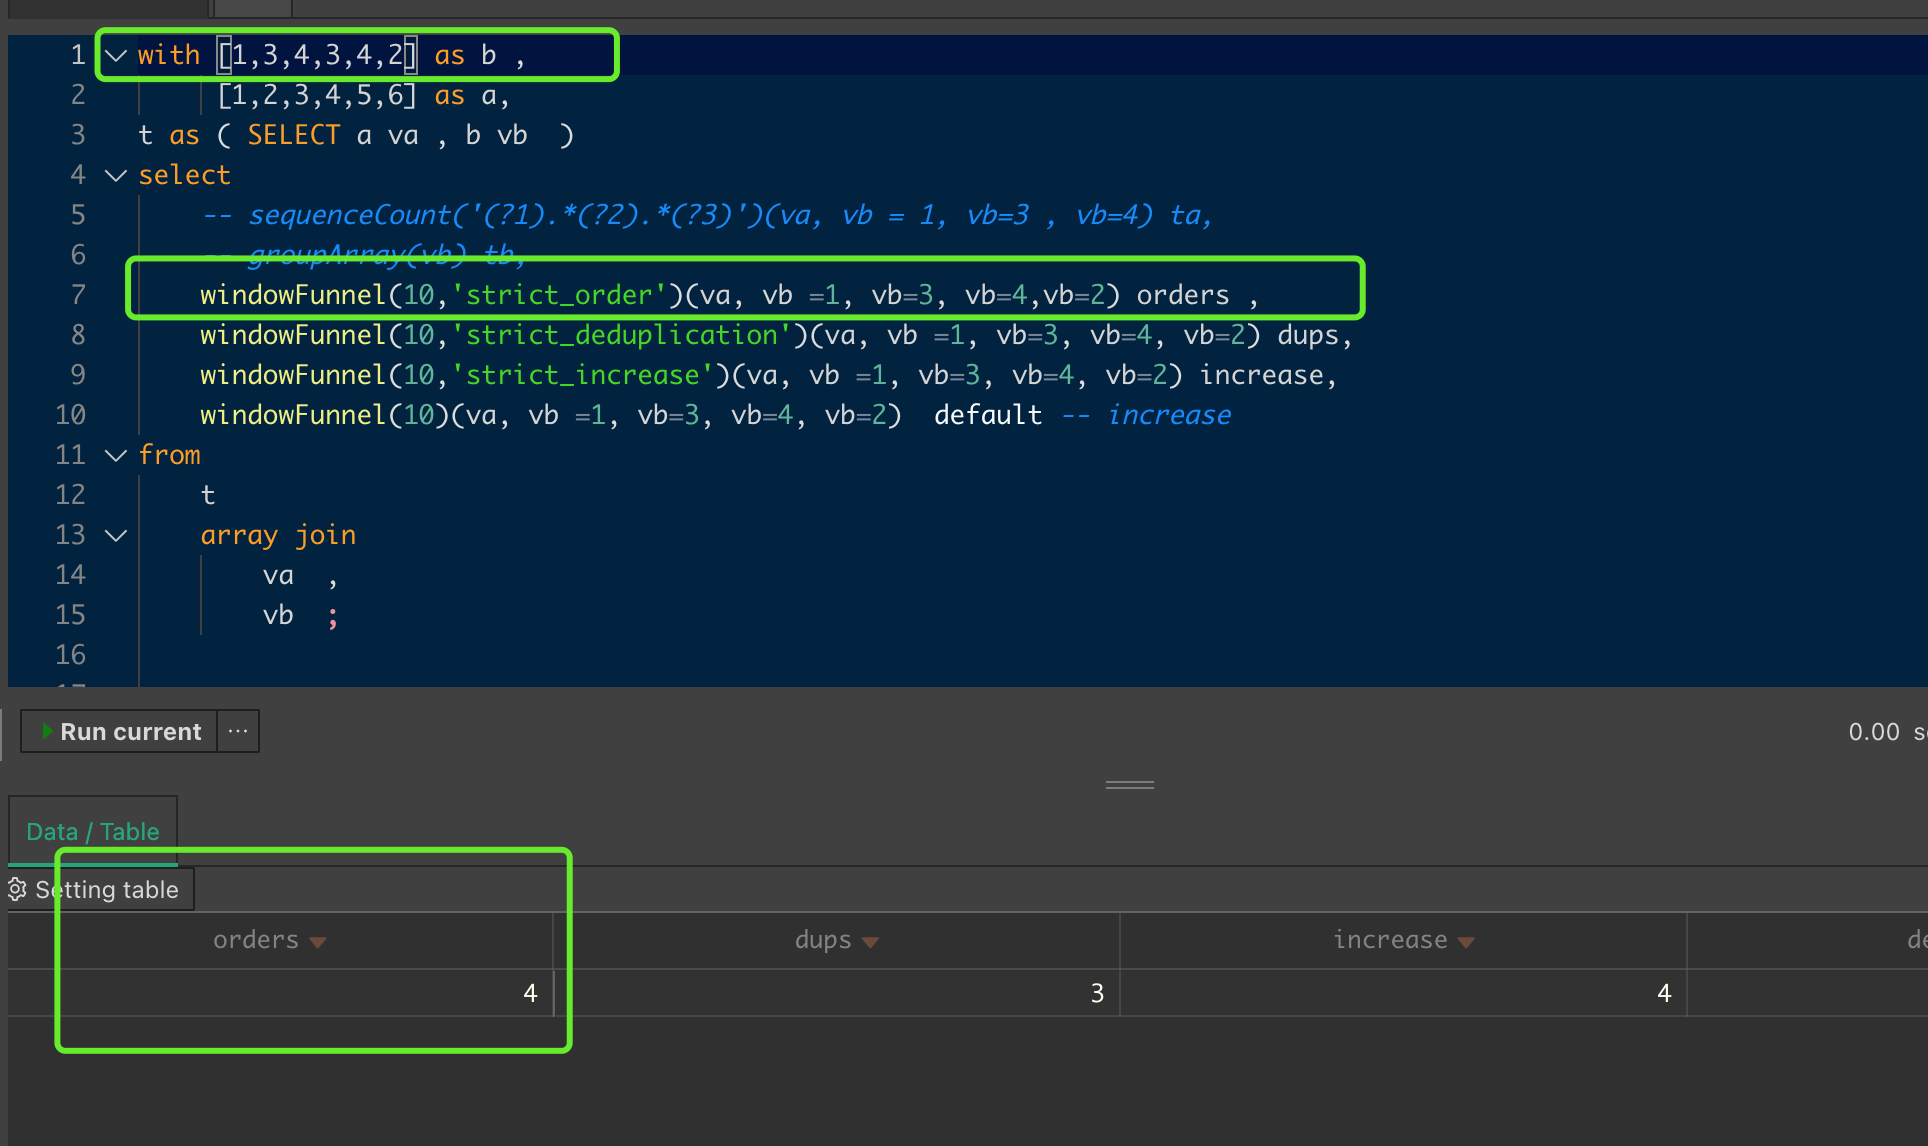 1 with [1,3,4,3,4,2] as b ,
2 [1,2,3,4,5,6] as a,
3 t as ( SELECT a va , b vb )
4 select
5 -- sequenceCount('(?1).*(?2).*(?3)')(va, vb = 1, vb=3 , vb=4) ta,
6 -- groupArray(vb) tb,
7 windowFunnel(10,'strict_order')(va, vb =1, vb=3, vb=4,vb=2) orders ,
8 windowFunnel(10,'strict_deduplication')(va, vb =1, vb=3, vb=4, vb=2) dups,
9 windowFunnel(10,'strict_increase')(va, vb =1, vb=3, vb=4, vb=2) increase,
10 windowFunnel(10)(va, vb =1, vb=3, vb=4, vb=2) default -- increase
11 from
12 t
13 array join
14 va ,
15 vb ;
16
Run current ··· 0.00
Data / Table
Setting table
orders dups increase
4 3 4